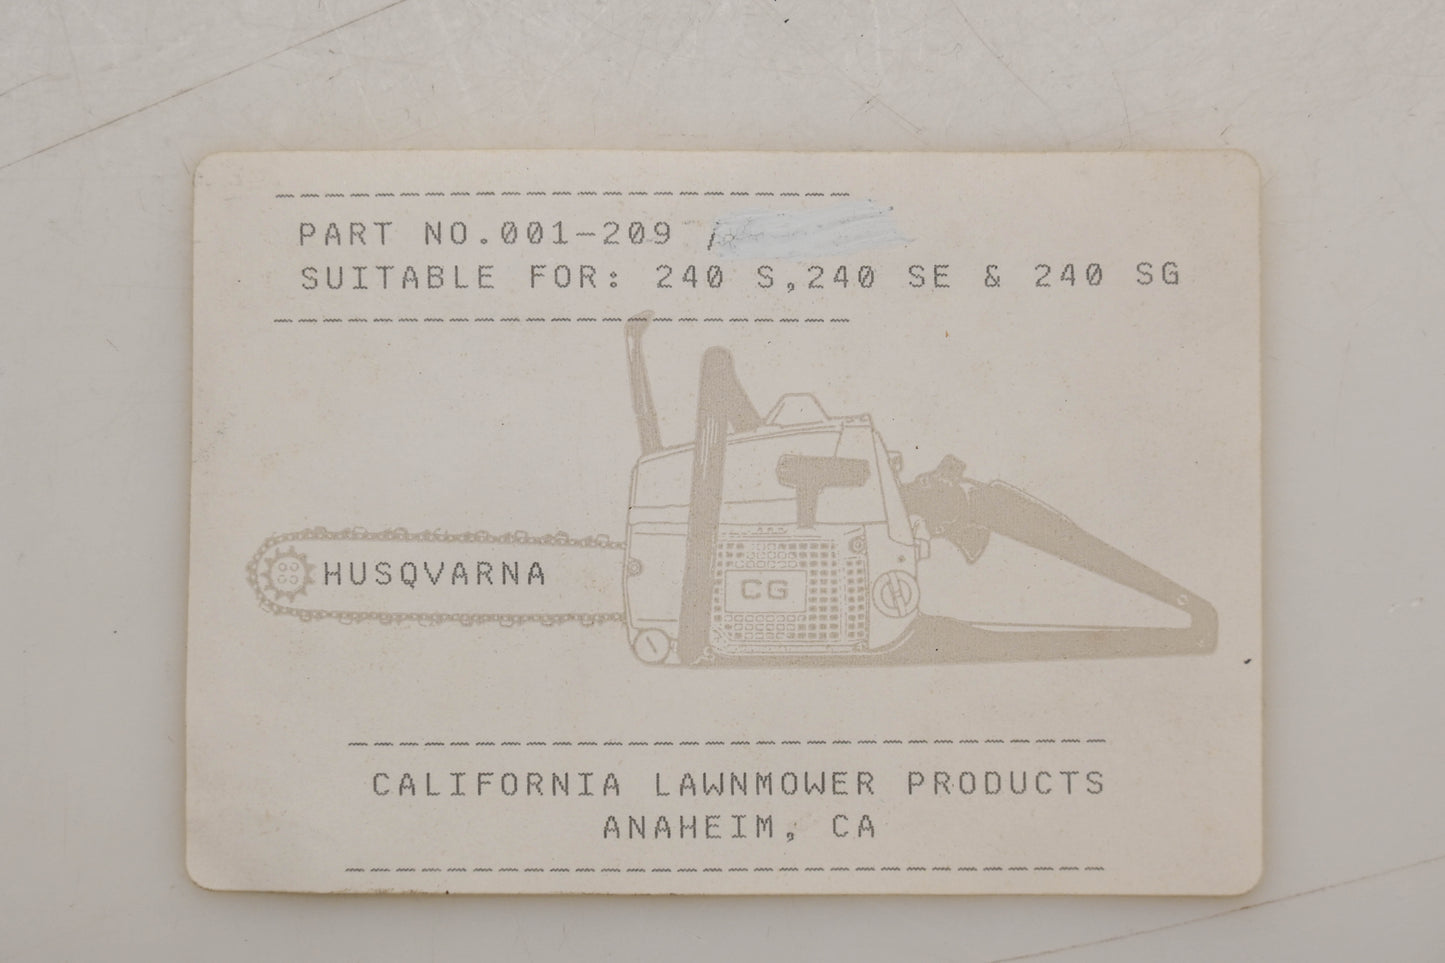 PART NO.001-209 /
SUITABLE FOR: 240 S,240 SE & 240 SG
HUSQVARNA
CG
CALIFORNIA LAWNMOWER PRODUCTS
ANAHEIM, CA